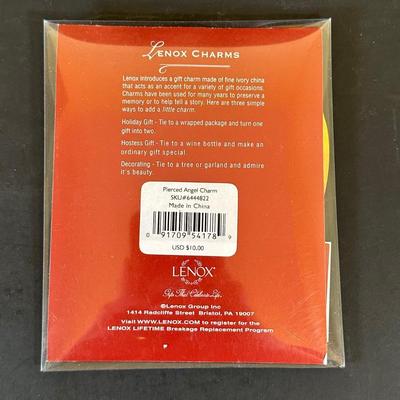 LENOX CHARMS
Lenox introduces a gift charm made of fine ivory china
that acts as an accent for a variety of gift occasions.
Charms have been used for many years to preserve a
memory or to help tell a story. Here are three simple
ways to add a little charm.
Holiday Gift - Tie to a wrapped package and turn one
gift into two.
Hostess Gift - Tie to a wine bottle and make an
ordinary gift special.
Decorating - Tie to a tree or garland and admire
it's beauty.
Pierced Angel Charm
SKU#6444822
Made in China
0 91709 54178 9
USD $10.00
LENOX
Gifts That Celebrate Life.
©Lenox Group Inc
1414 Radcliffe Street Bristol, PA 19007
Visit WWW.LENOX.COM to register for the
LENOX LIFETIME Breakage Replacement Program